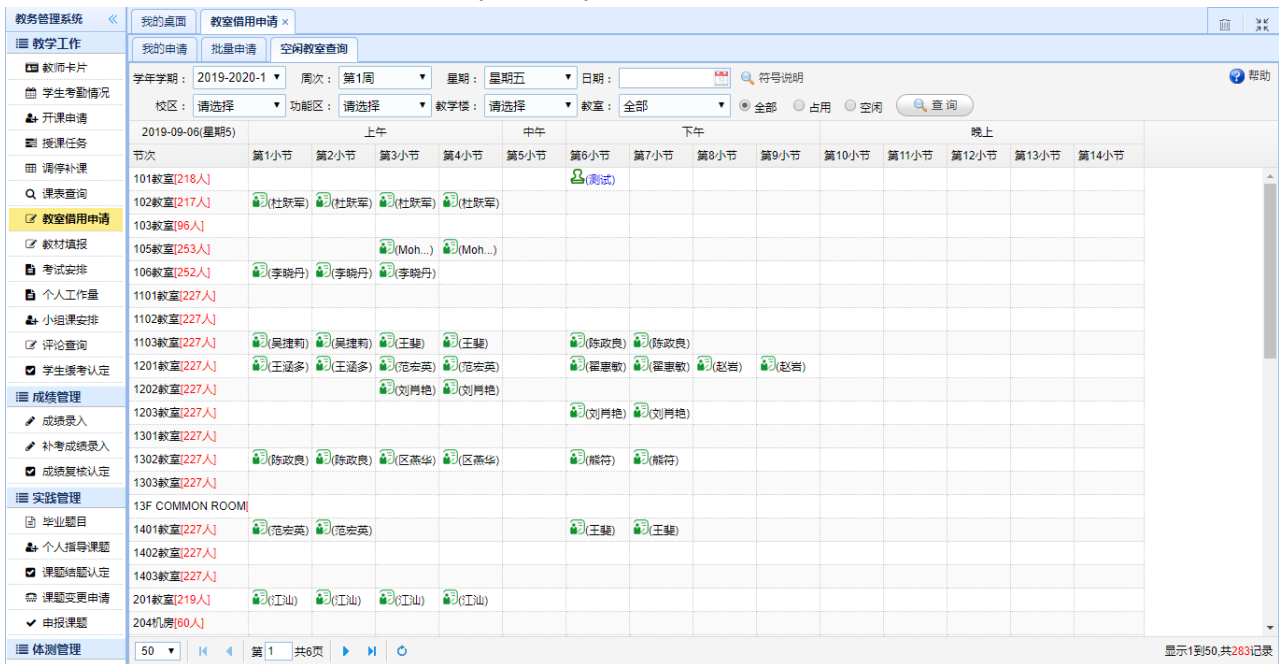 教务管理系统
我的桌面 教室借用申请 ×
教学工作
我的申请 批量申请 空闲教室查询
教师卡片
学生考勤情况
开课申请
授课任务
调停补课
课表查询
教室借用申请
教材填报
考试安排
个人工作量
小组课安排
评论查询
学生缓考认定
成绩管理
成绩录入
补考成绩录入
成绩复核认定
实践管理
毕业题目
个人指导课题
课题结题认定
课题变更申请
申报课题
体测管理
学年学期： 2019-2020-1 周次： 第1周 星期： 星期五 日期： 符号说明 帮助
校区： 请选择 功能区： 请选择 教学楼： 请选择 教室： 全部 全部 占用 空闲 查 询
2019-09-06(星期5) 上午 中午 下午 晚上
节次 第1小节 第2小节 第3小节 第4小节 第5小节 第6小节 第7小节 第8小节 第9小节 第10小节 第11小节 第12小节 第13小节 第14小节
101教室[218人] (测试)
102教室[217人] (杜跃军) (杜跃军) (杜跃军) (杜跃军)
103教室[96人]
105教室[253人] (Moh...) (Moh...)
106教室[252人] (李晓丹) (李晓丹) (李晓丹)
1101教室[227人]
1102教室[227人]
1103教室[227人] (吴捷莉) (吴捷莉) (王斐) (王斐) (陈政良) (陈政良)
1201教室[227人] (王涵多) (王涵多) (范宏英) (范宏英) (翟惠敏) (翟惠敏) (赵岩) (赵岩)
1202教室[227人] (刘肖艳) (刘肖艳)
1203教室[227人] (刘肖艳) (刘肖艳)
1301教室[227人]
1302教室[227人] (陈政良) (陈政良) (区燕华) (区燕华) (熊符) (熊符)
1303教室[227人]
13F COMMON ROOM[
1401教室[227人] (范宏英) (范宏英) (王斐) (王斐)
1402教室[227人]
1403教室[227人]
201教室[219人] (江汕) (江汕) (江汕) (江汕)
204机房[60人]
50 第 1 共6页 显示1到50,共283记录